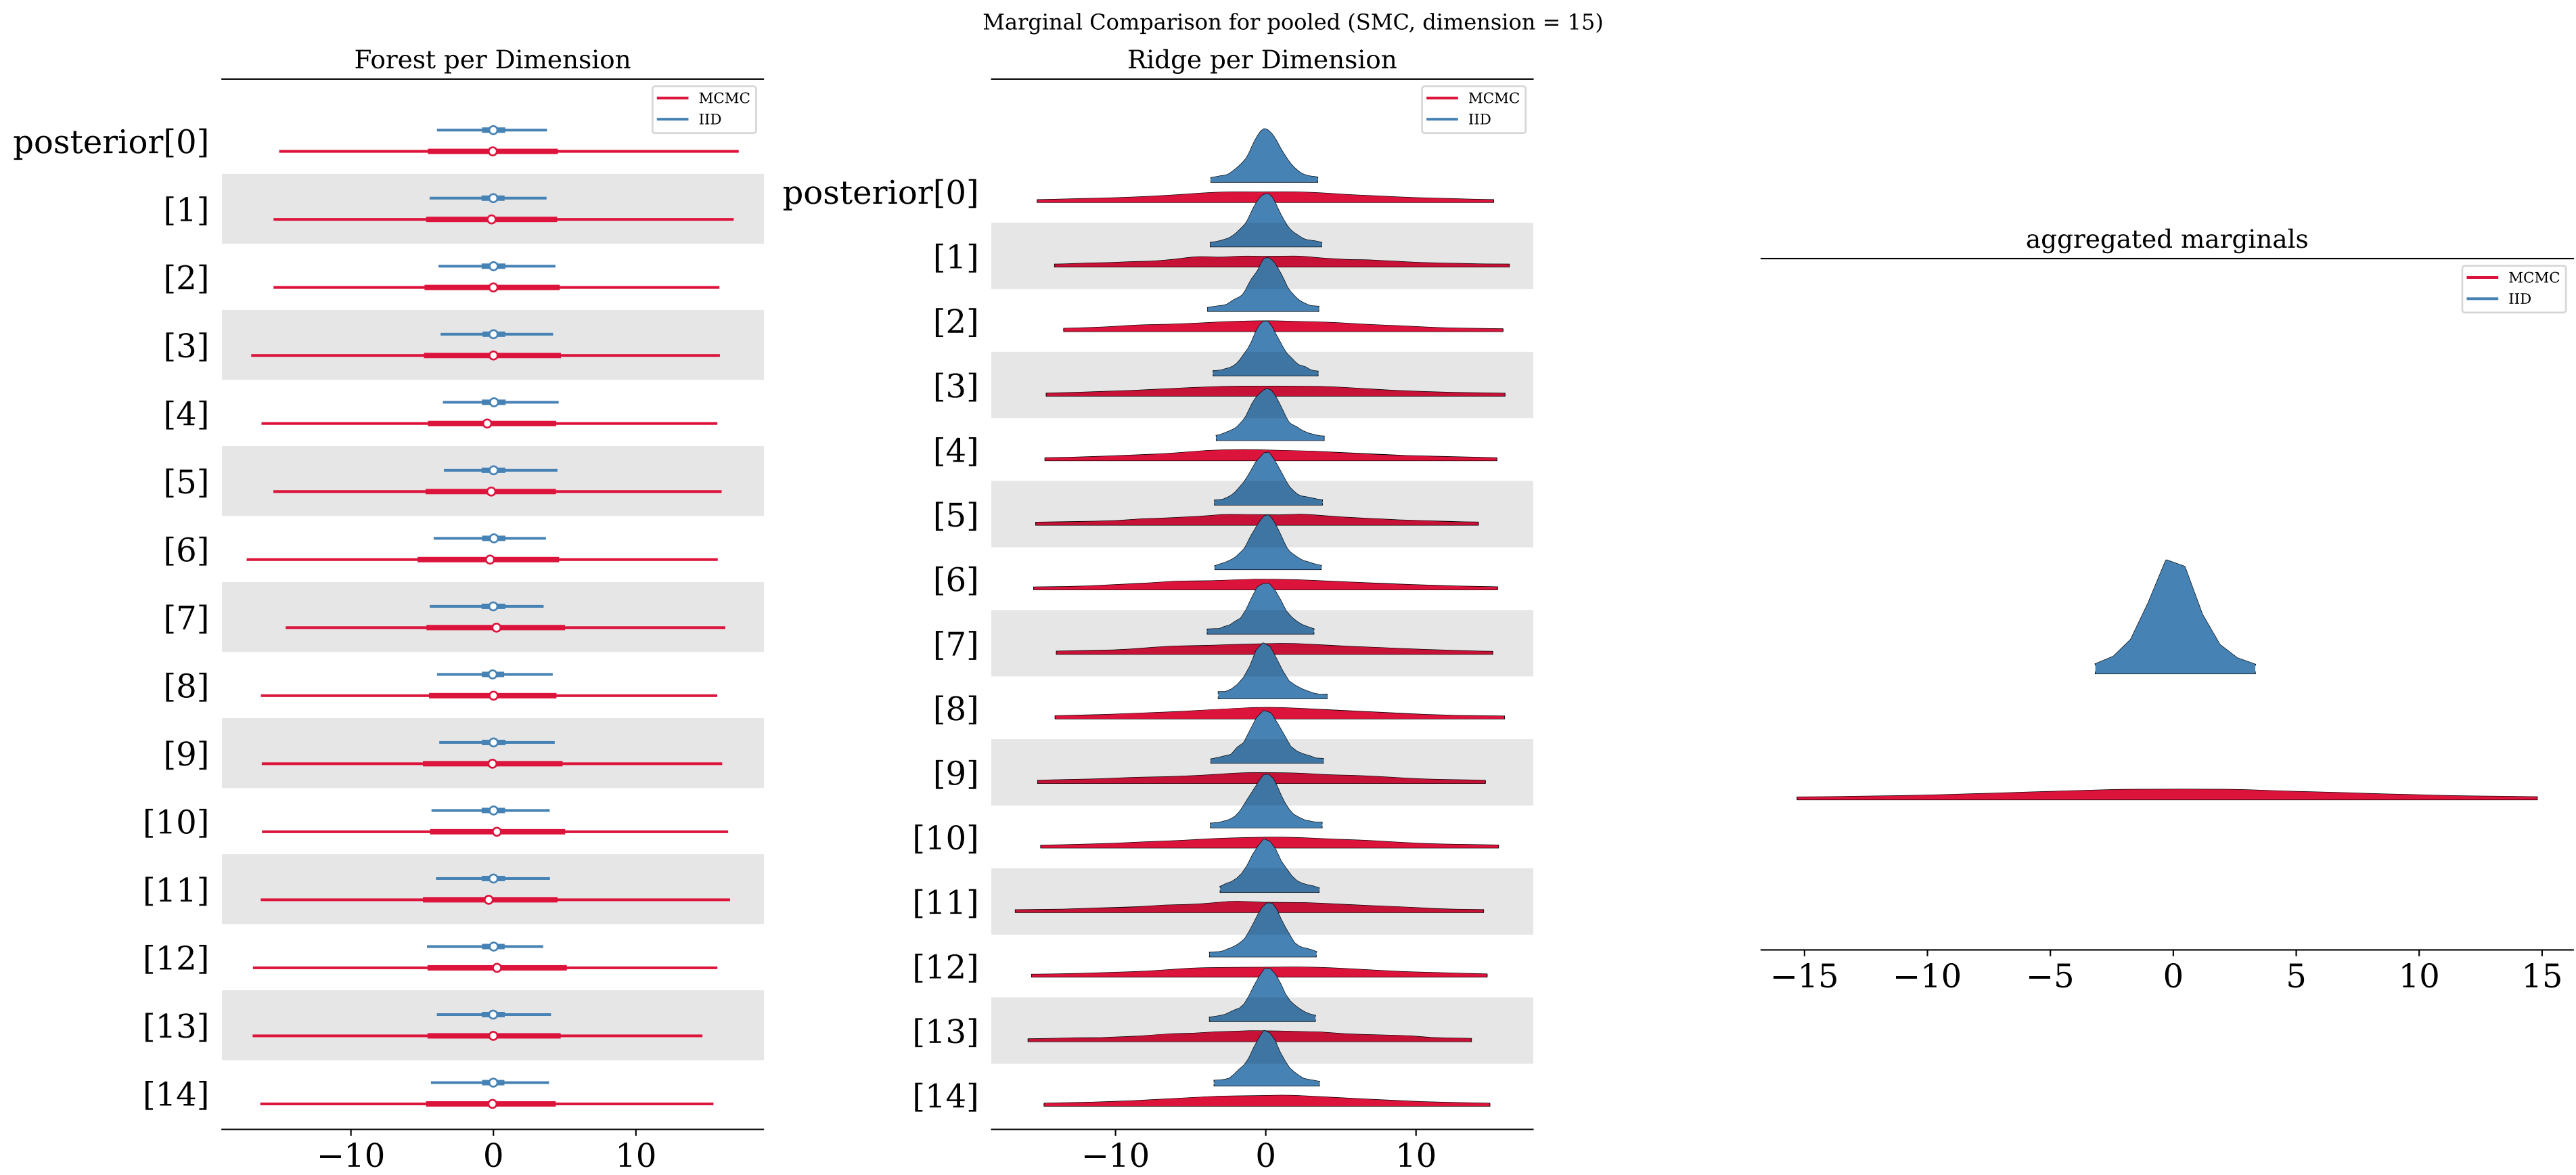 Marginal Comparison for pooled (SMC, dimension = 15)
Forest per Dimension
MCMC
IID
posterior[0]
[1]
[2]
[3]
[4]
[5]
[6]
[7]
[8]
[9]
[10]
[11]
[12]
[13]
[14]
−10 0 10
Ridge per Dimension
MCMC
IID
posterior[0]
[1]
[2]
[3]
[4]
[5]
[6]
[7]
[8]
[9]
[10]
[11]
[12]
[13]
[14]
−10 0 10
aggregated marginals
MCMC
IID
−15 −10 −5 0 5 10 15